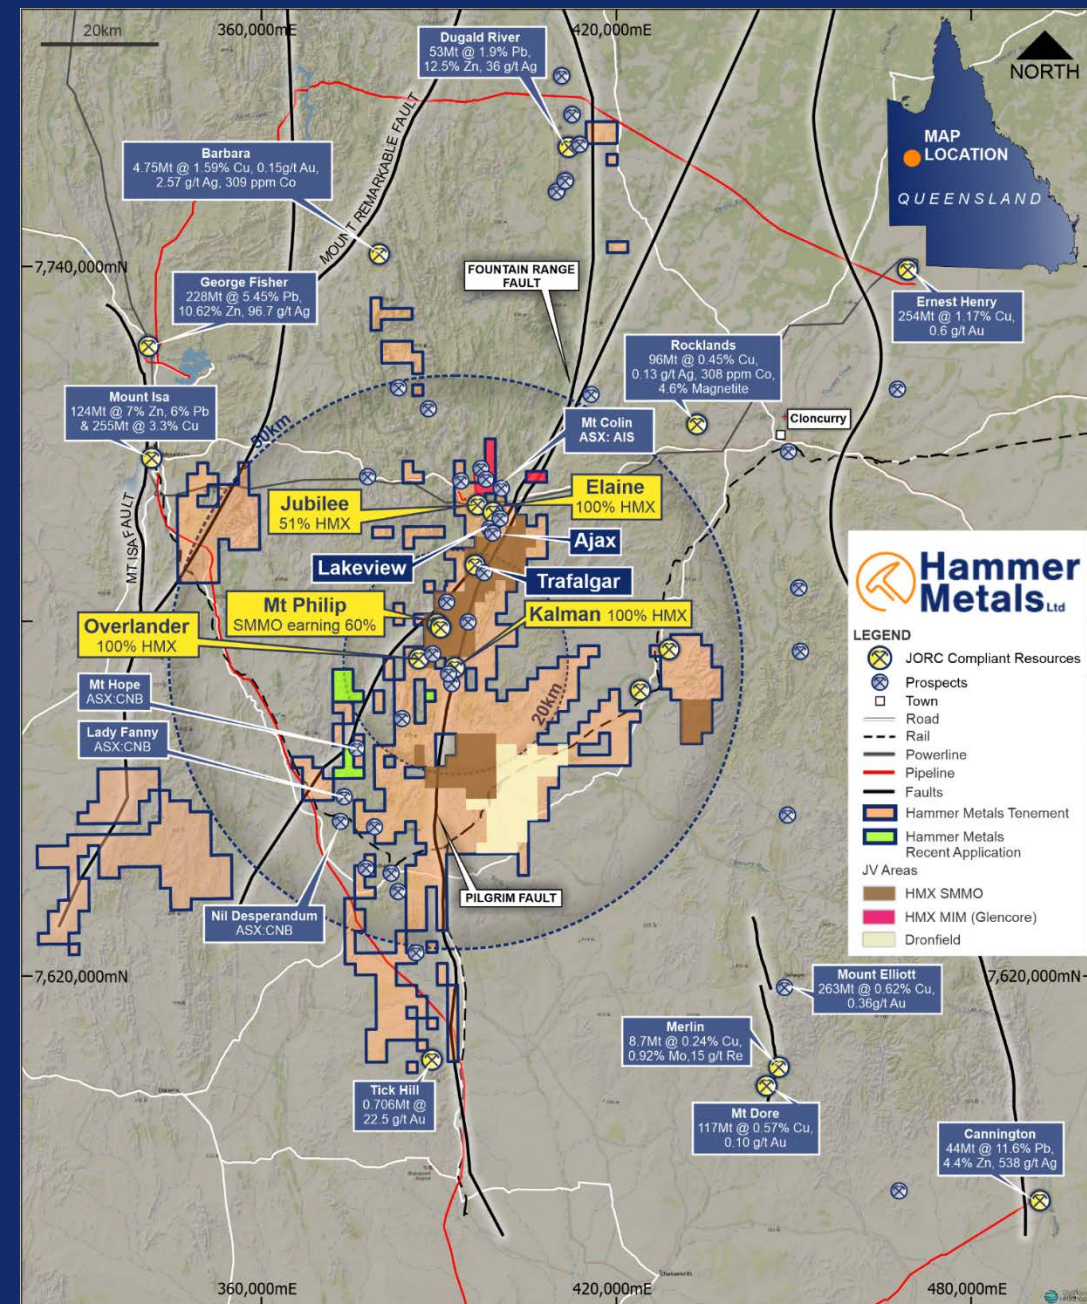 20km
360,000mE
420,000mE
Dugald River
53Mt @ 1.9% Pb,
12.5% Zn, 36 g/t Ag
NORTH
MAP
LOCATION
QUEENSLAND
Barbara
4.75Mt @ 1.59% Cu, 0.15g/t Au,
2.57 g/t Ag, 309 ppm Co
MOUNT REMARKABLE FAULT
7,740,000mN
FOUNTAIN RANGE
FAULT
George Fisher
228Mt @ 5.45% Pb,
10.62% Zn, 96.7 g/t Ag
Ernest Henry
254Mt @ 1.17% Cu,
0.6 g/t Au
Rocklands
96Mt @ 0.45% Cu,
0.13 g/t Ag, 308 ppm Co,
4.6% Magnetite
Mount Isa
124Mt @ 7% Zn, 6% Pb
& 255Mt @ 3.3% Cu
Mt Colin
ASX: AIS
Cloncurry
Jubilee
51% HMX
Elaine
100% HMX
MT ISA FAULT
Ajax
Lakeview
Trafalgar
Mt Philip
SMMO earning 60%
Kalman 100% HMX
Overlander
100% HMX
Mt Hope
ASX:CNB
20km
Lady Fanny
ASX:CNB
Nil Desperandum
ASX:CNB
PILGRIM FAULT
Hammer
Metals Ltd
LEGEND
JORC Compliant Resources
Prospects
Town
Road
Rail
Powerline
Pipeline
Faults
Hammer Metals Tenement
Hammer Metals
Recent Application
JV Areas
HMX SMMO
HMX MIM (Glencore)
Dronfield
7,620,000mN
7,620,000mN
Mount Elliott
263Mt @ 0.62% Cu,
0.36g/t Au
Merlin
8.7Mt @ 0.24% Cu,
0.92% Mo,15 g/t Re
Tick Hill
0.706Mt @
22.5 g/t Au
Mt Dore
117Mt @ 0.57% Cu,
0.10 g/t Au
Cannington
44Mt @ 11.6% Pb,
4.4% Zn, 538 g/t Ag
360,000mE
420,000mE
480,000mE